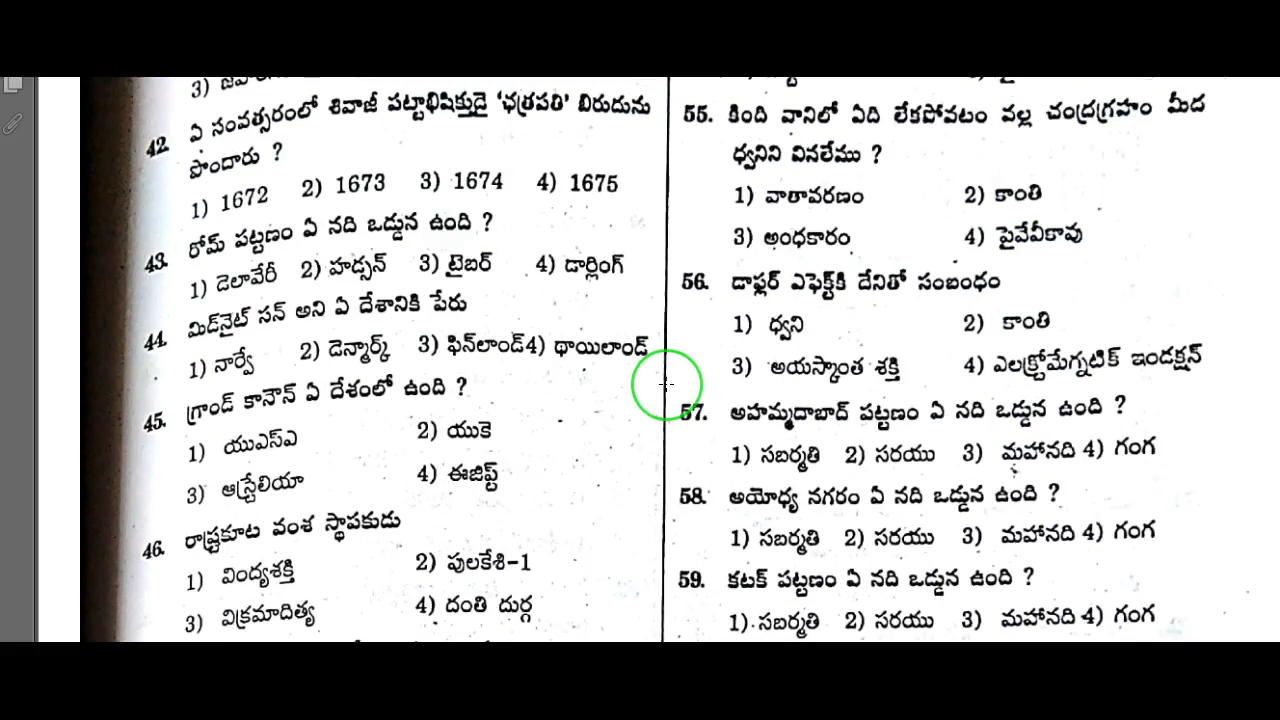 3)
42. ఏ సంవత్సరంలో శివాజీ పట్టాభిషిక్తుడై 'ఛత్రపతి' బిరుదును
పొందారు ?
1) 1672 2) 1673 3) 1674 4) 1675
43. రోమ్ పట్టణం ఏ నది ఒడ్డున ఉంది ?
1) డెలావేరీ 2) హడ్సన్ 3) టైబర్ 4) డార్లింగ్
44. మిడ్‌నైట్ సన్ అని ఏ దేశానికి పేరు
1) నార్వే 2) డెన్మార్క్ 3) ఫిన్‌లాండ్ 4) థాయిలాండ్
45. గ్రాండ్ కానౌన్ ఏ దేశంలో ఉంది ?
1) యుఎస్ఎ 2) యుకె
3) ఆస్ట్రేలియా 4) ఈజిప్ట్
46. రాష్ట్రకూట వంశ స్థాపకుడు
1) వింధ్యశక్తి 2) పులకేశి-1
3) విక్రమాదిత్య 4) దంతి దుర్గ
55. కింది వానిలో ఏది లేకపోవటం వల్ల చంద్రగ్రహం మీద
ధ్వనిని వినలేము ?
1) వాతావరణం 2) కాంతి
3) అంధకారం 4) పైవేవీకావు
56. డాఫ్లర్ ఎఫెక్ట్‌కి దేనితో సంబంధం
1) ధ్వని 2) కాంతి
3) అయస్కాంత శక్తి 4) ఎలక్ట్రోమేగ్నటిక్ ఇండక్షన్
57. అహమ్మదాబాద్ పట్టణం ఏ నది ఒడ్డున ఉంది ?
1) సబర్మతి 2) సరయు 3) మహానది 4) గంగ
58. అయోధ్య నగరం ఏ నది ఒడ్డున ఉంది ?
1) సబర్మతి 2) సరయు 3) మహానది 4) గంగ
59. కటక్ పట్టణం ఏ నది ఒడ్డున ఉంది ?
1) సబర్మతి 2) సరయు 3) మహానది 4) గంగ